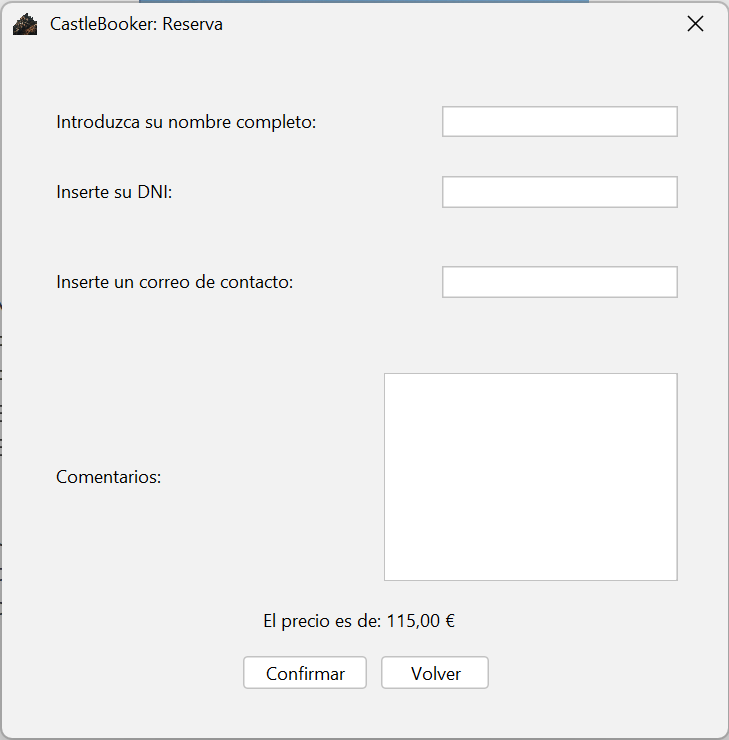 CastleBooker: Reserva
Introduzca su nombre completo:
Inserte su DNI:
Inserte un correo de contacto:
Comentarios:
El precio es de: 115,00 €
Confirmar
Volver